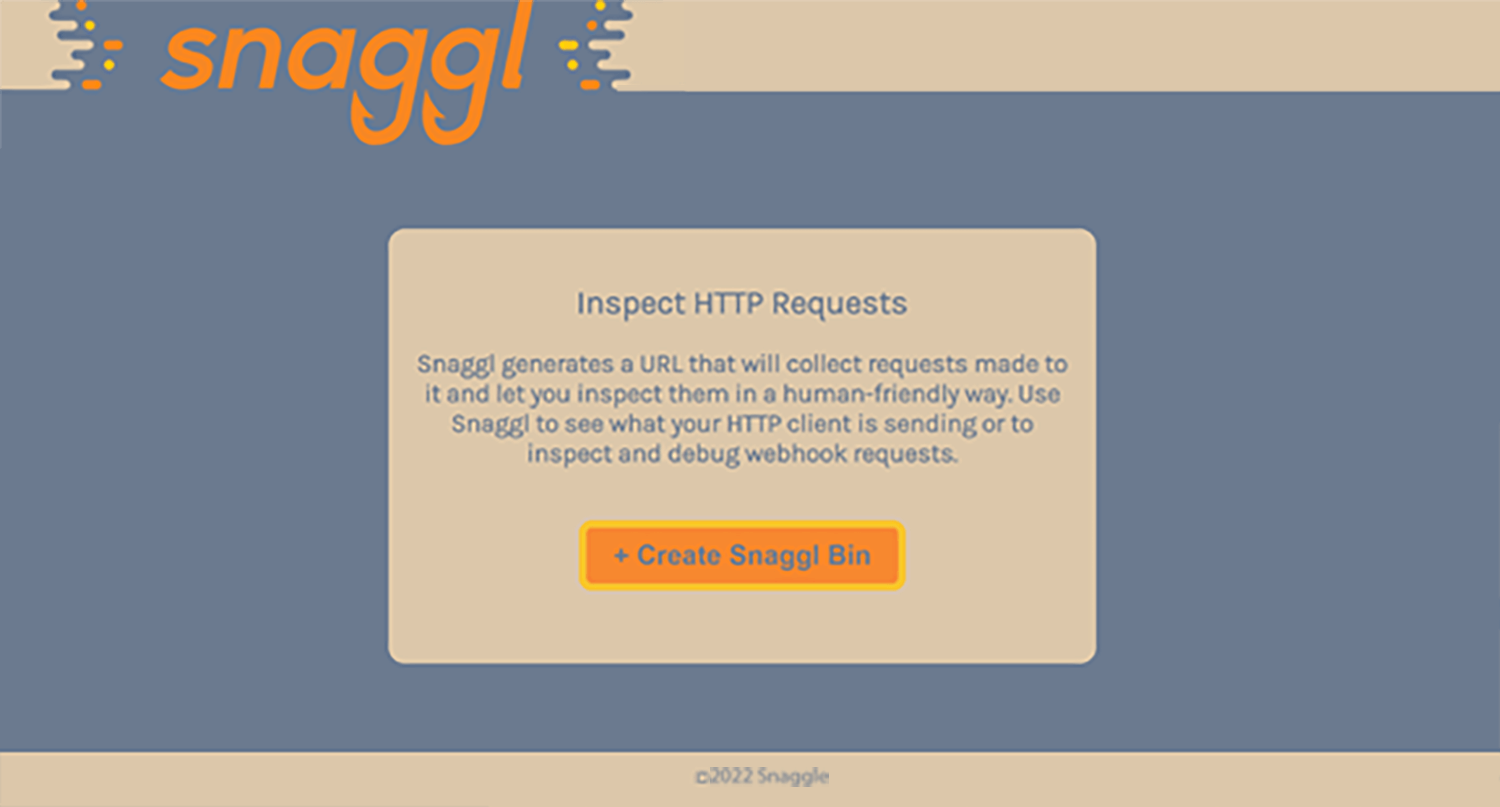 snaggl
Inspect HTTP Requests
Snaggl generates a URL that will collect requests made to
it and let you inspect them in a human-friendly way. Use
Snaggl to see what your HTTP client is sending or to
inspect and debug webhook requests.
+ Create Snaggl Bin
©2022 Snaggle